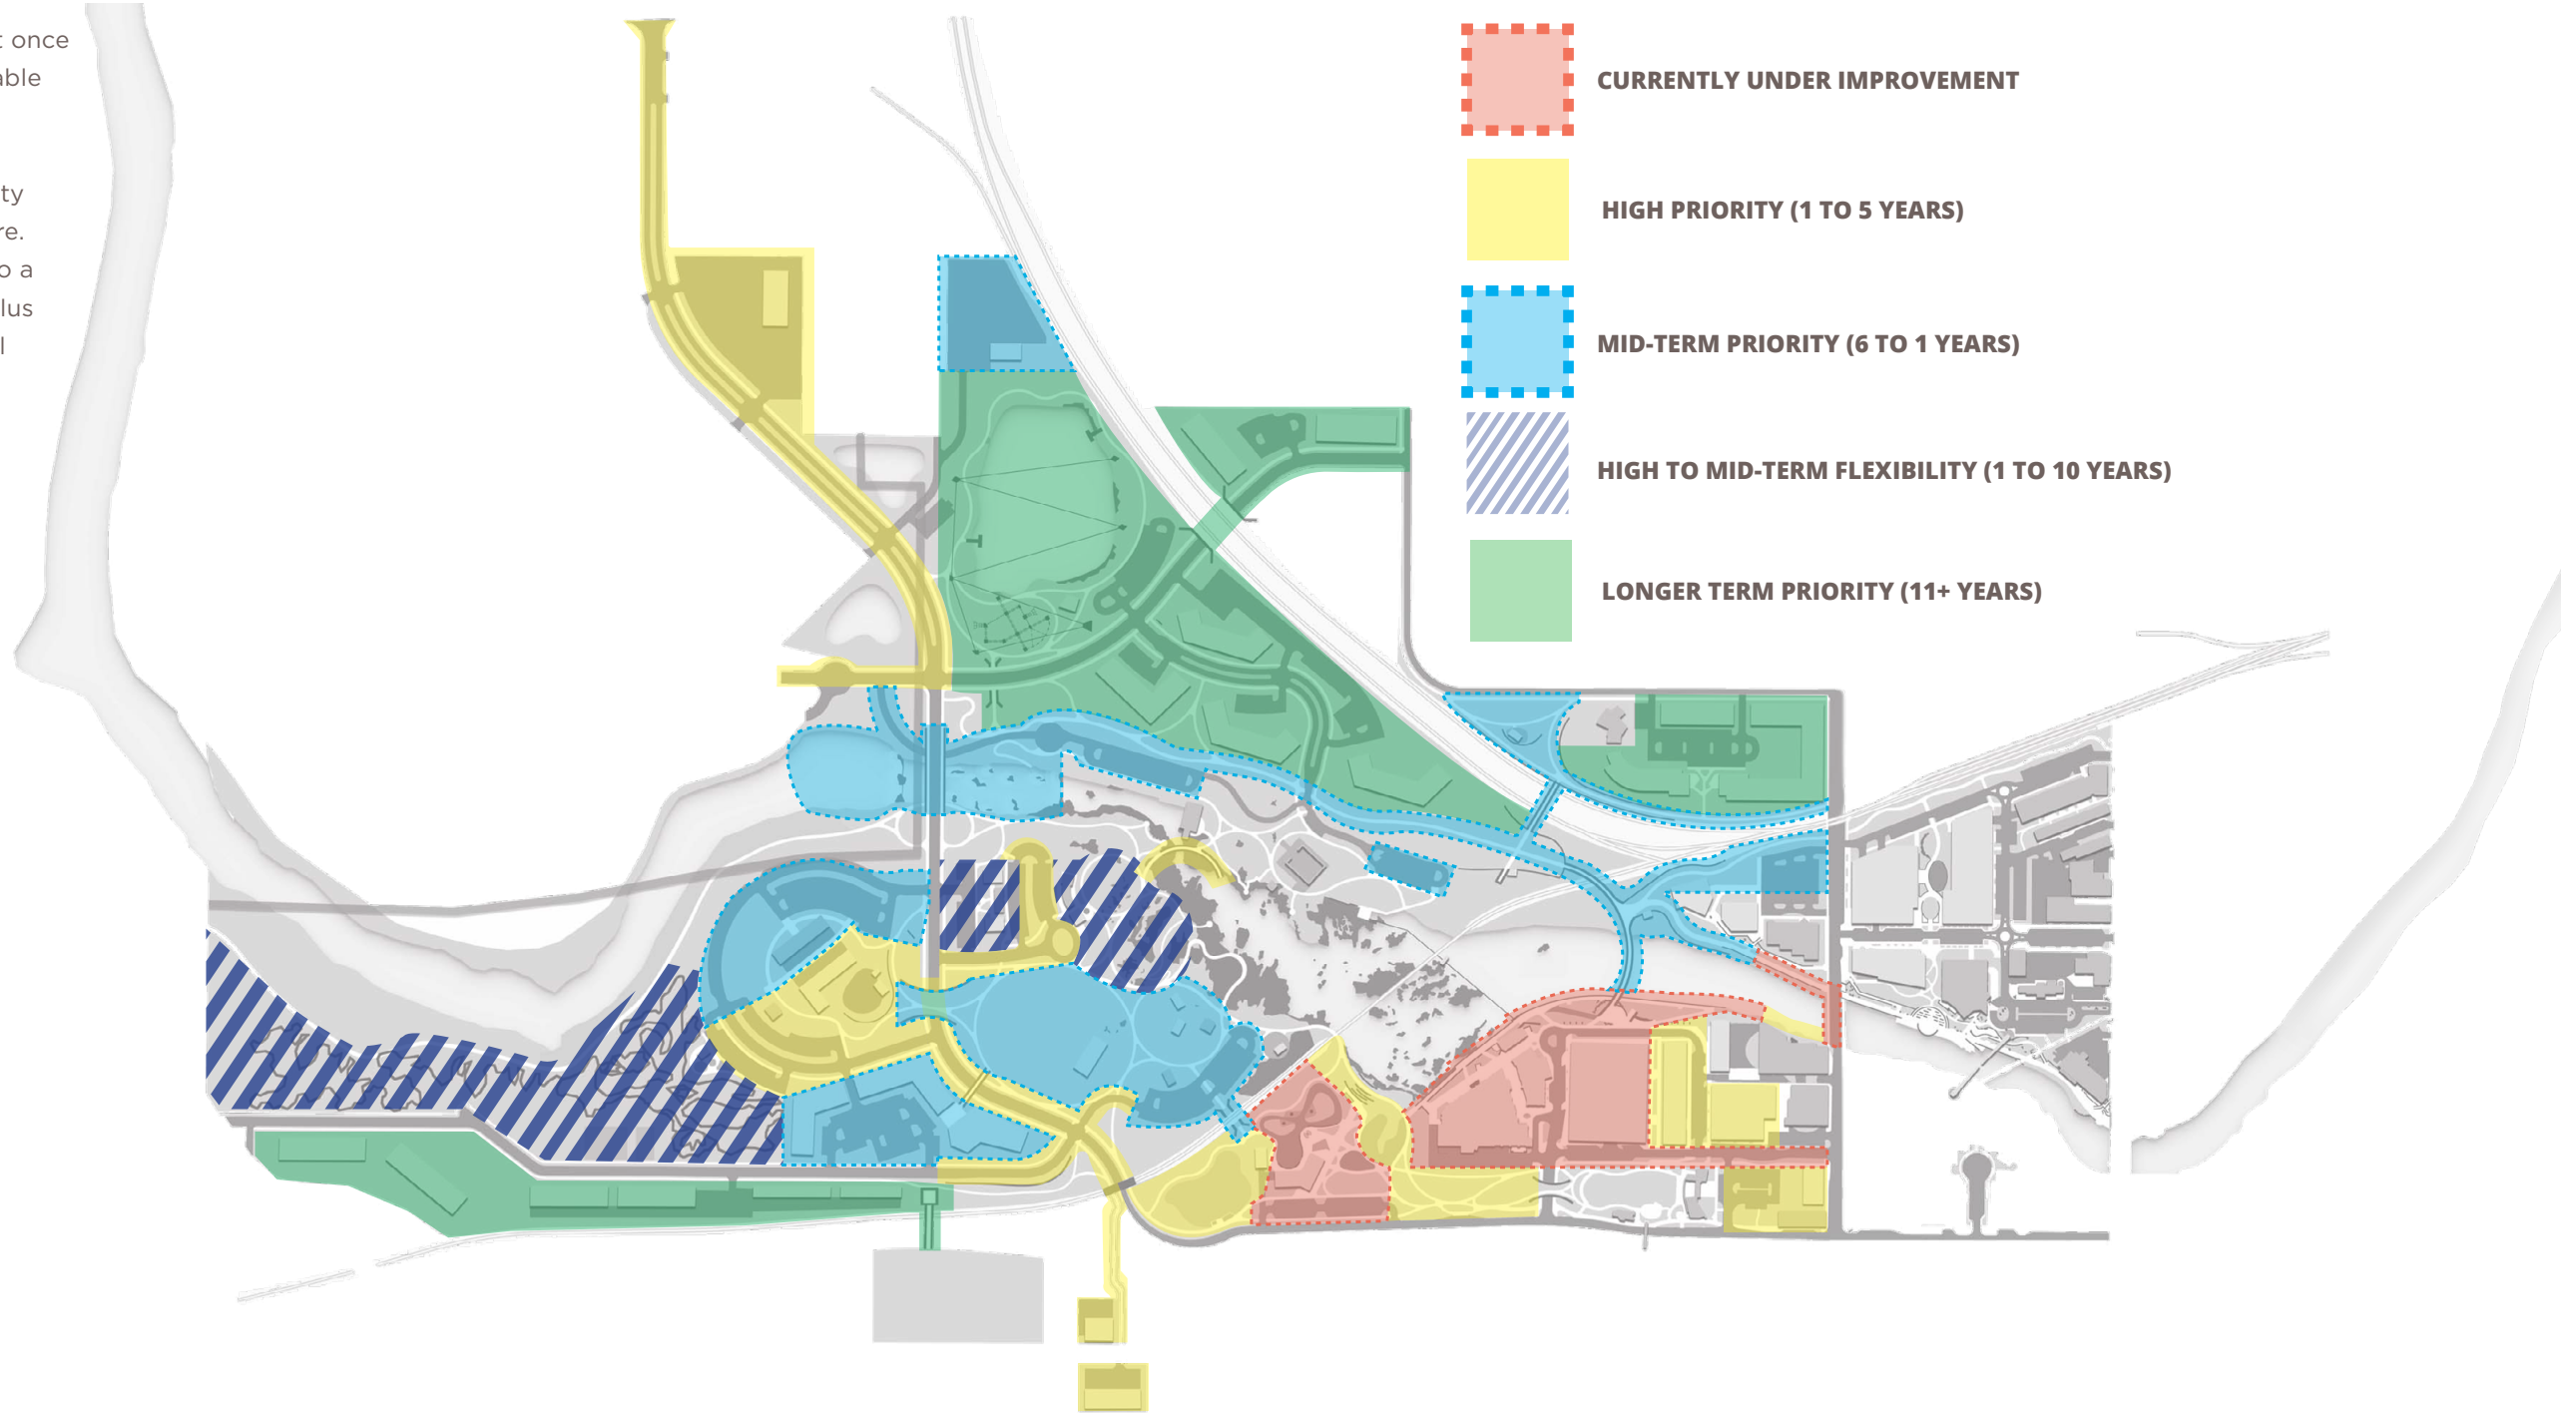 once
able
ty
re.
o a
lus
l
CURRENTLY UNDER IMPROVEMENT
HIGH PRIORITY (1 TO 5 YEARS)
MID-TERM PRIORITY (6 TO 1 YEARS)
HIGH TO MID-TERM FLEXIBILITY (1 TO 10 YEARS)
LONGER TERM PRIORITY (11+ YEARS)